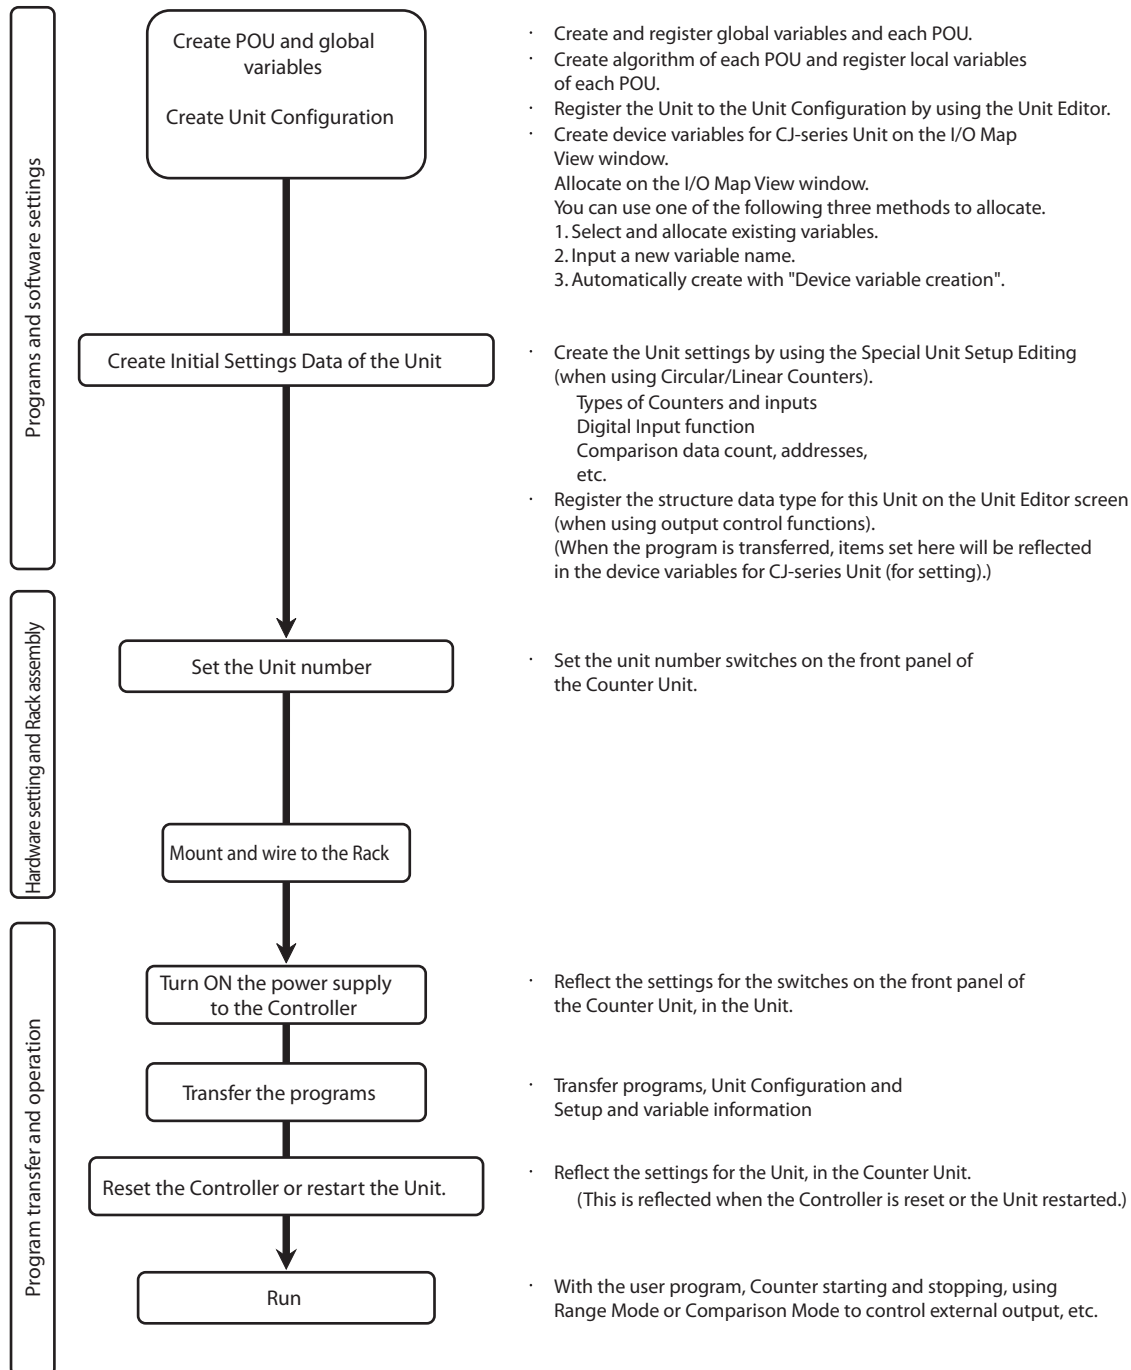 Programs and software settings
Create POU and global
variables
Create Unit Configuration
· Create and register global variables and each POU.
· Create algorithm of each POU and register local variables
of each POU.
· Register the Unit to the Unit Configuration by using the Unit Editor.
· Create device variables for CJ-series Unit on the I/O Map
View window.
Allocate on the I/O Map View window.
You can use one of the following three methods to allocate.
1. Select and allocate existing variables.
2. Input a new variable name.
3. Automatically create with "Device variable creation".
Create Initial Settings Data of the Unit
· Create the Unit settings by using the Special Unit Setup Editing
(when using Circular/Linear Counters).
Types of Counters and inputs
Digital Input function
Comparison data count, addresses,
etc.
· Register the structure data type for this Unit on the Unit Editor screen
(when using output control functions).
(When the program is transferred, items set here will be reflected
in the device variables for CJ-series Unit (for setting).)
Hardware setting and Rack assembly
Set the Unit number
· Set the unit number switches on the front panel of
the Counter Unit.
Mount and wire to the Rack
Program transfer and operation
Turn ON the power supply
to the Controller
· Reflect the settings for the switches on the front panel of
the Counter Unit, in the Unit.
Transfer the programs
· Transfer programs, Unit Configuration and
Setup and variable information
Reset the Controller or restart the Unit.
· Reflect the settings for the Unit, in the Counter Unit.
(This is reflected when the Controller is reset or the Unit restarted.)
Run
· With the user program, Counter starting and stopping, using
Range Mode or Comparison Mode to control external output, etc.